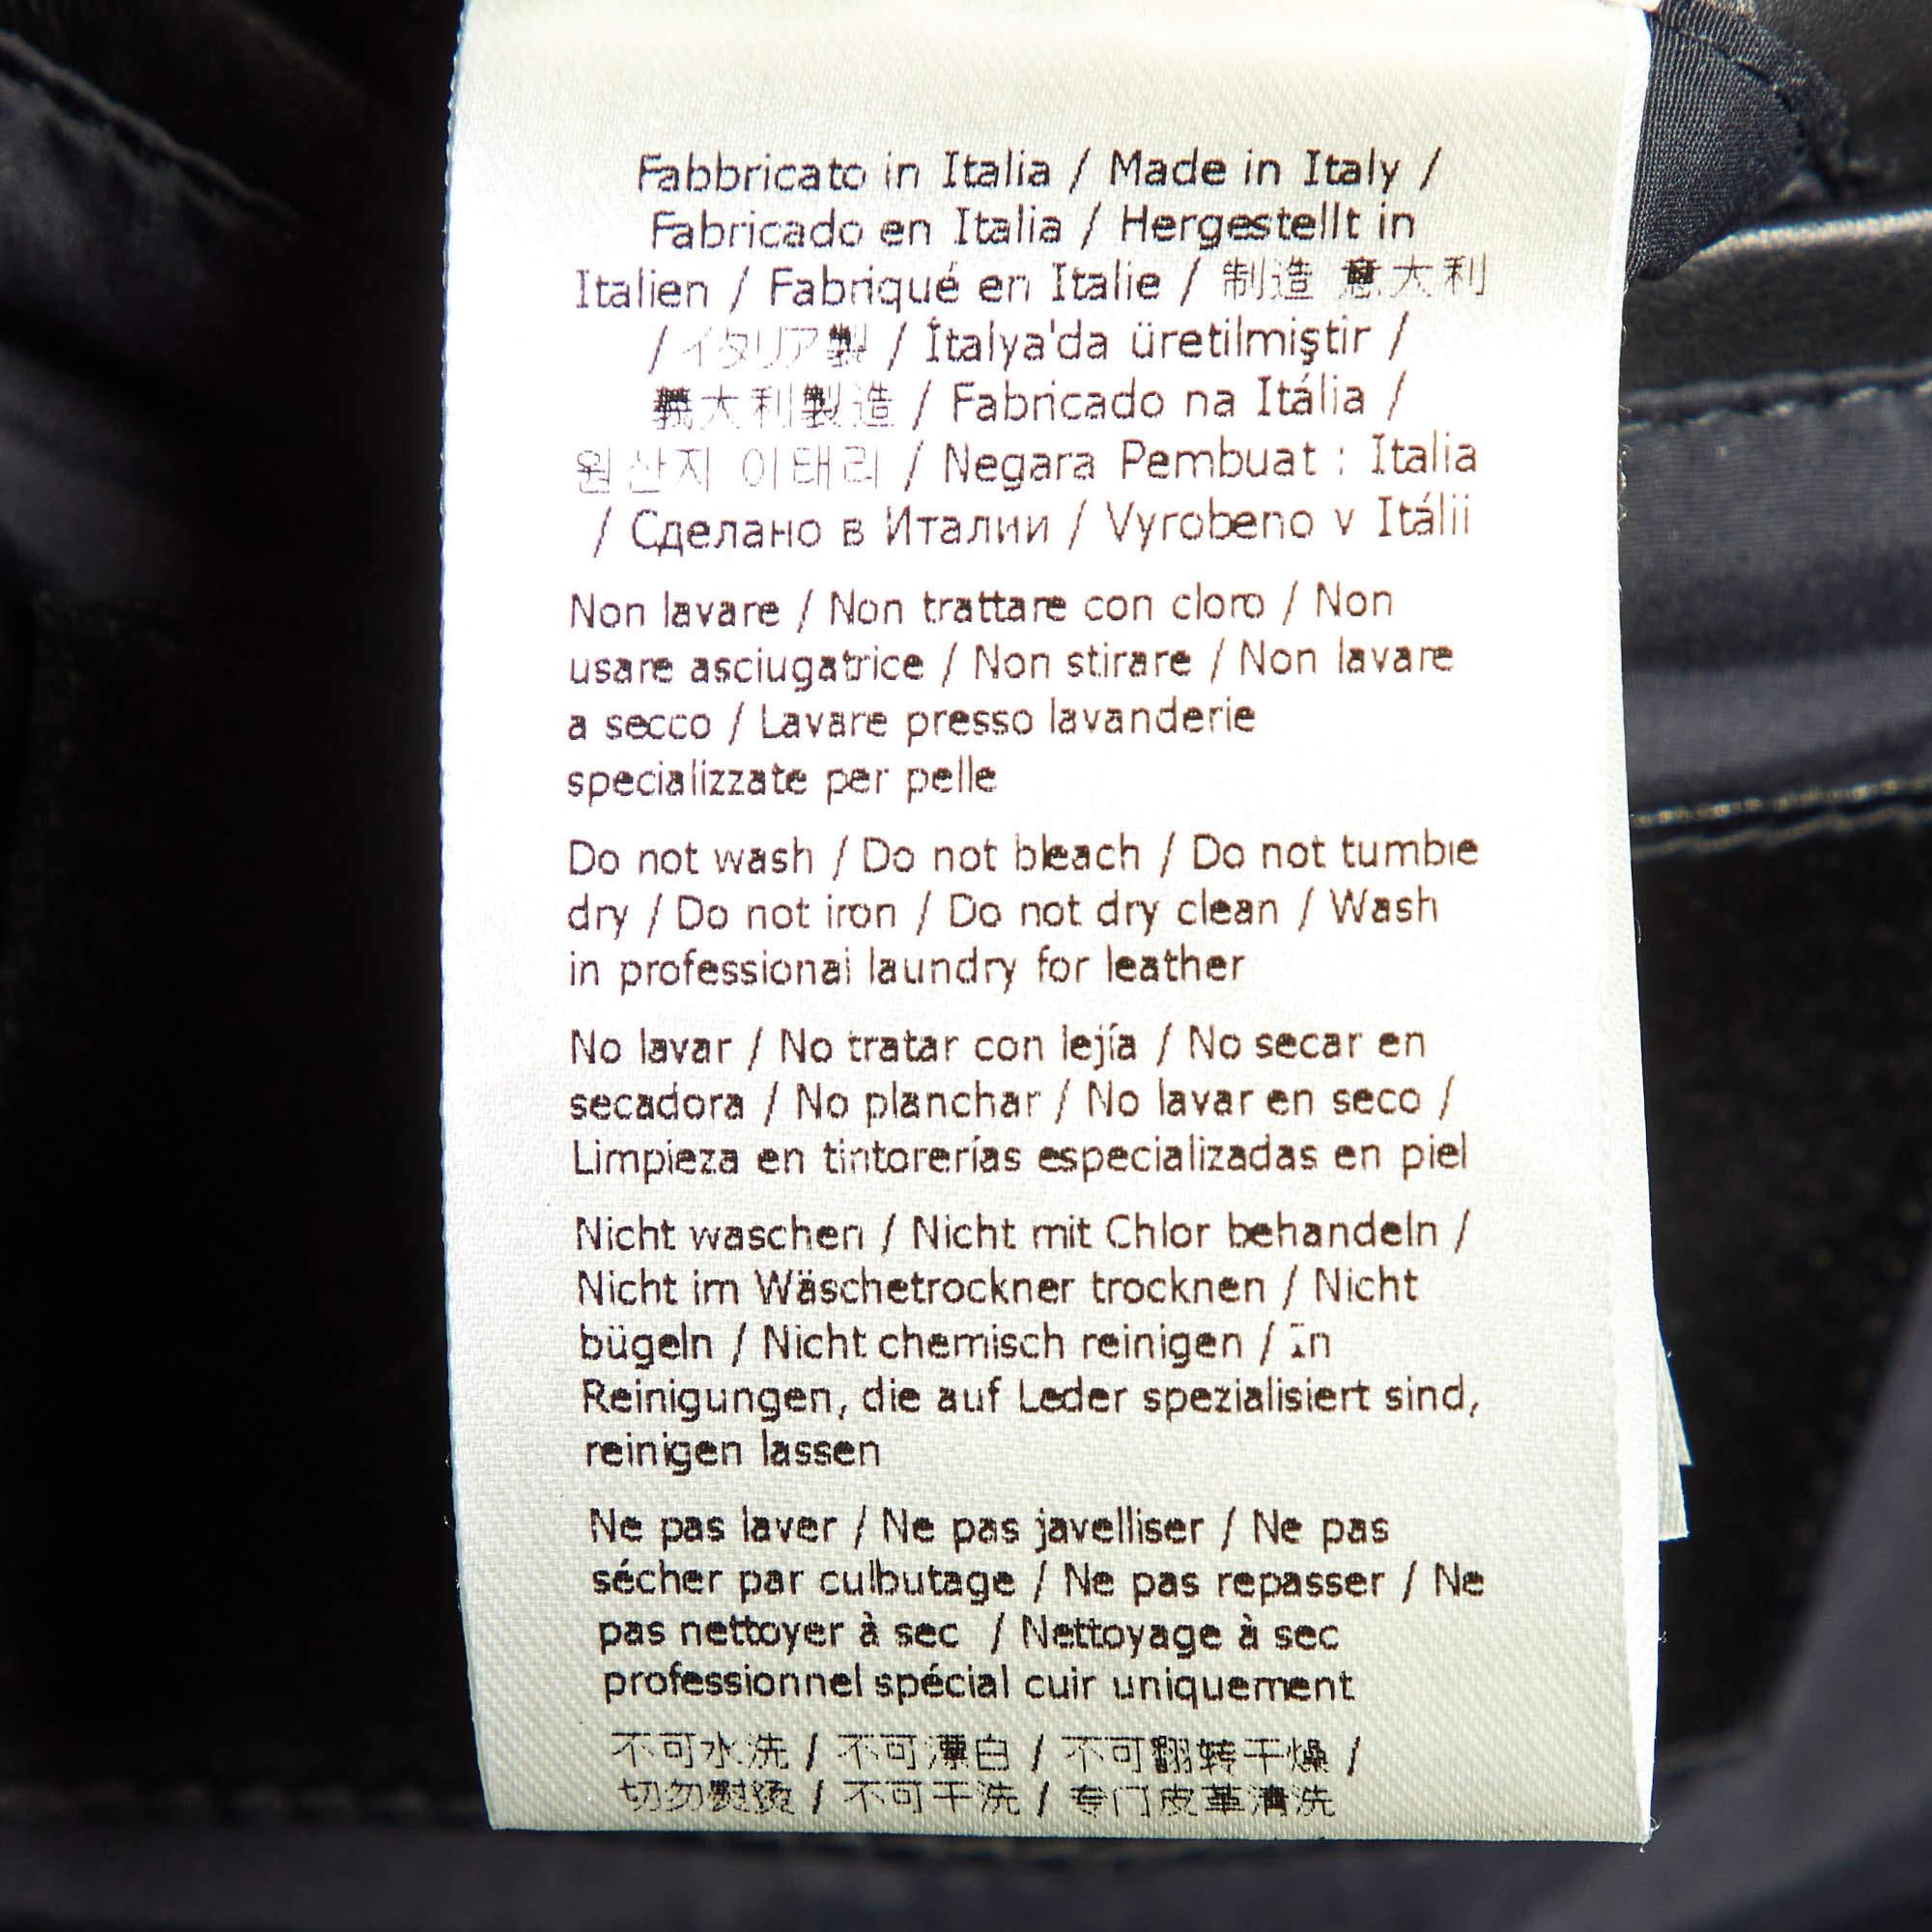 Fabbricato in Italia / Made in Italy /
Fabricado en Italia / Hergestellt in
Italien / Fabriqué en Italie / 制造 意大利
/ イタリア製 / İtalya'da üretilmiştir /
義大利製造 / Fabricado na Itália /
원산지 이태리 / Negara Pembuat : Italia
/ Сделано в Италии / Vyrobeno v Itálii
Non lavare / Non trattare con cloro / Non
usare asciugatrice / Non stirare / Non lavare
a secco / Lavare presso lavanderie
specializzate per pelle
Do not wash / Do not bleach / Do not tumble
dry / Do not iron / Do not dry clean / Wash
in professional laundry for leather
No lavar / No tratar con lejía / No secar en
secadora / No planchar / No lavar en seco /
Limpieza en tintorerías especializadas en piel
Nicht waschen / Nicht mit Chlor behandeln /
Nicht im Wäschetrockner trocknen / Nicht
bügeln / Nicht chemisch reinigen / In
Reinigungen, die auf Leder spezialisiert sind,
reinigen lassen
Ne pas laver / Ne pas javelliser / Ne pas
sécher par culbutage / Ne pas repasser / Ne
pas nettoyer à sec / Nettoyage à sec
professionnel spécial cuir uniquement
不可水洗 / 不可漂白 / 不可翻转干燥 /
切勿熨烫 / 不可干洗 / 专门皮革清洗